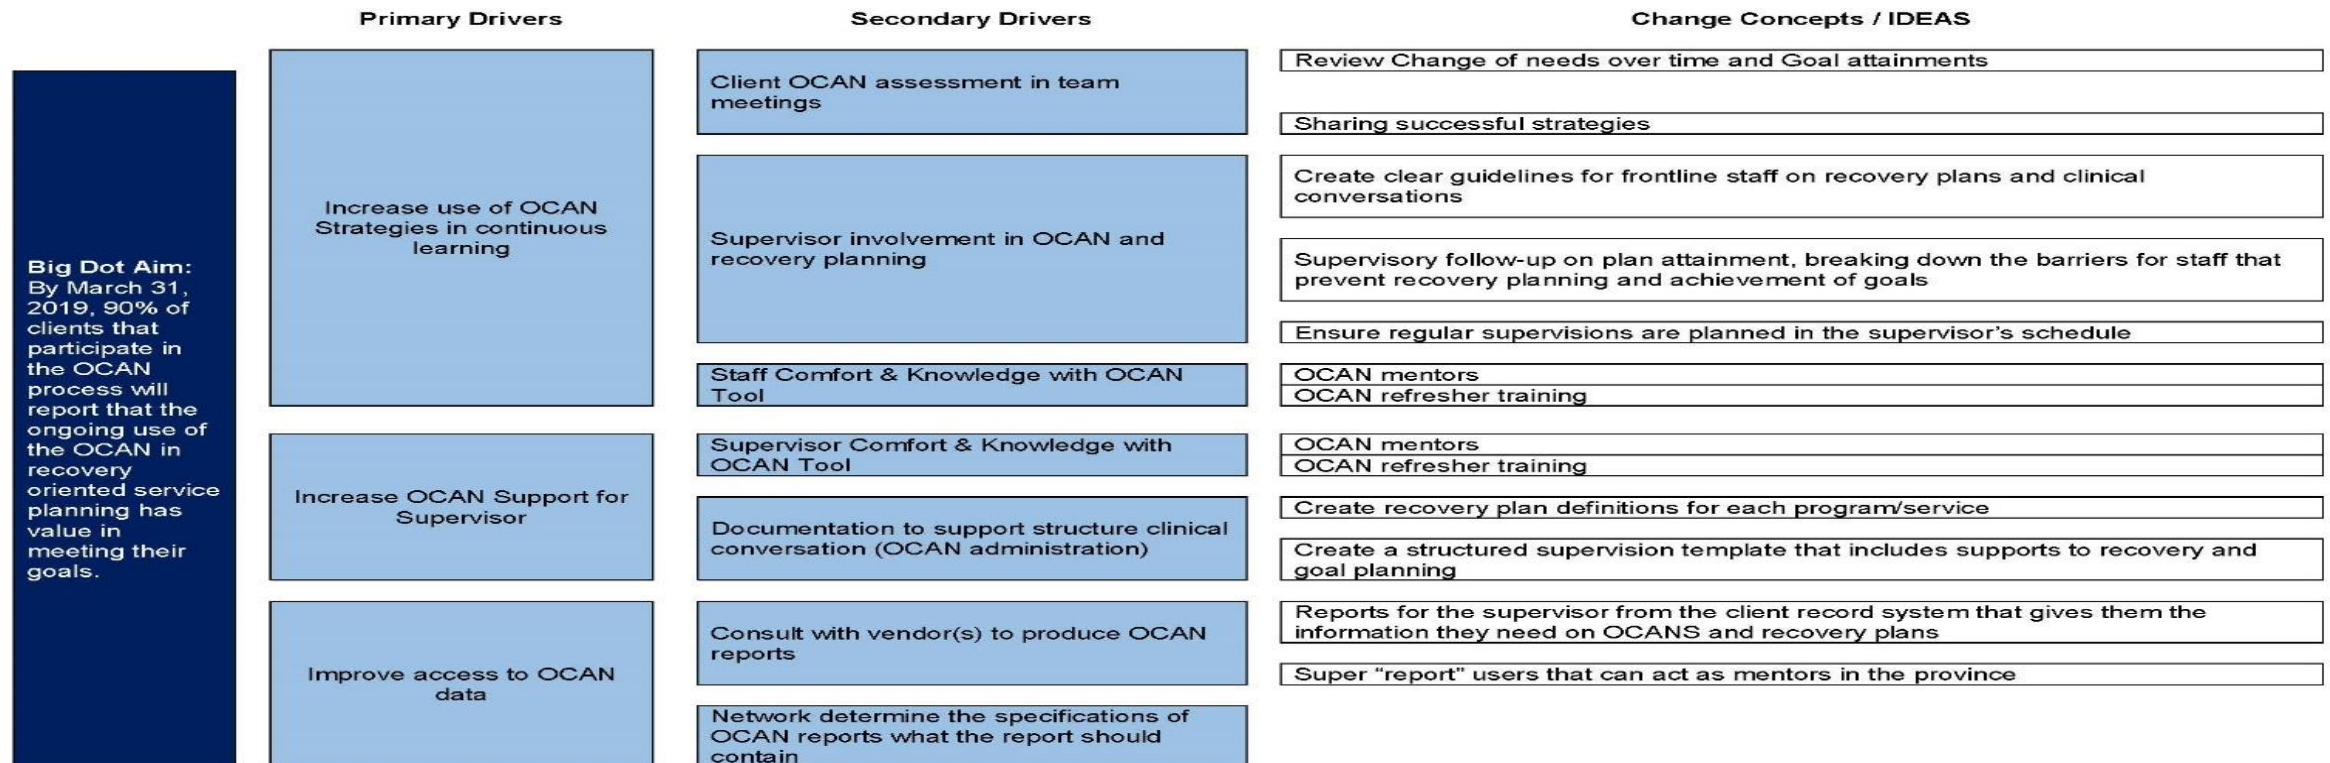 Primary Drivers
Secondary Drivers
Change Concepts / IDEAS
Big Dot Aim:
By March 31,
2019, 90% of
clients that
participate in
the OCAN
process will
report that the
ongoing use of
the OCAN in
recovery
oriented service
planning has
value in
meeting their
goals.
Increase use of OCAN
Strategies in continuous
learning
Client OCAN assessment in team
meetings
Review Change of needs over time and Goal attainments
Sharing successful strategies
Supervisor involvement in OCAN and
recovery planning
Create clear guidelines for frontline staff on recovery plans and clinical
conversations
Supervisory follow-up on plan attainment, breaking down the barriers for staff that
prevent recovery planning and achievement of goals
Ensure regular supervisions are planned in the supervisor's schedule
Staff Comfort & Knowledge with OCAN
Tool
OCAN mentors
OCAN refresher training
Increase OCAN Support for
Supervisor
Supervisor Comfort & Knowledge with
OCAN Tool
OCAN mentors
OCAN refresher training
Documentation to support structure clinical
conversation (OCAN administration)
Create recovery plan definitions for each program/service
Create a structured supervision template that includes supports to recovery and
goal planning
Improve access to OCAN
data
Consult with vendor(s) to produce OCAN
reports
Reports for the supervisor from the client record system that gives them the
information they need on OCANS and recovery plans
Super “report” users that can act as mentors in the province
Network determine the specifications of
OCAN reports what the report should
contain